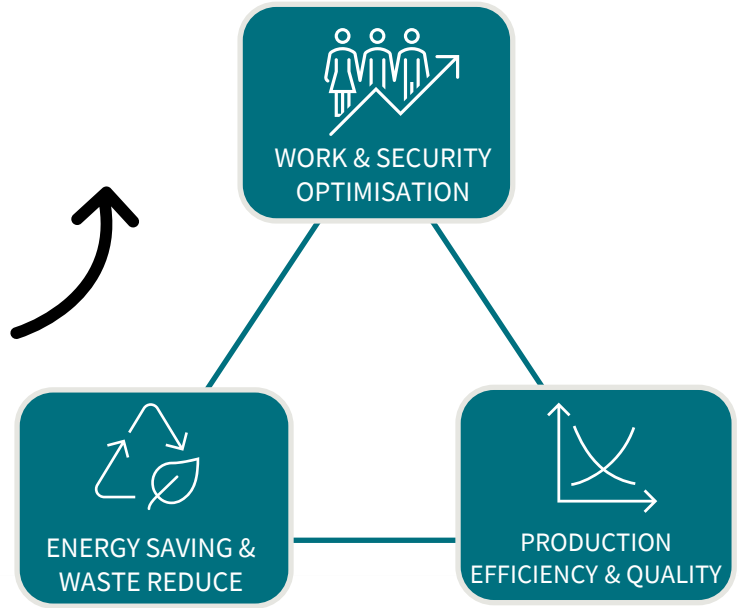 WORK & SECURITY
OPTIMISATION
ENERGY SAVING &
WASTE REDUCE
PRODUCTION
EFFICIENCY & QUALITY